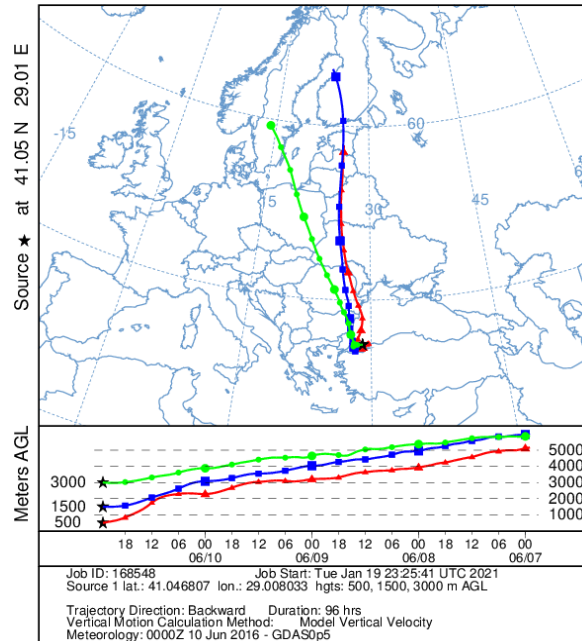 Source ★ at 41.05 N 29.01 E
-15
60
15
45
30
45
Meters AGL
3000
1500
500
5000
4000
3000
2000
1000
18 12 06 00 18 12 06 00 18 12 06 00 18 12 06 00
06/10 06/09 06/08 06/07
Job ID: 168548 Job Start: Tue Jan 19 23:25:41 UTC 2021
Source 1 lat.: 41.046807 lon.: 29.008033 hgts: 500, 1500, 3000 m AGL
Trajectory Direction: Backward Duration: 96 hrs
Vertical Motion Calculation Method: Model Vertical Velocity
Meteorology: 0000Z 10 Jun 2016 - GDAS0p5